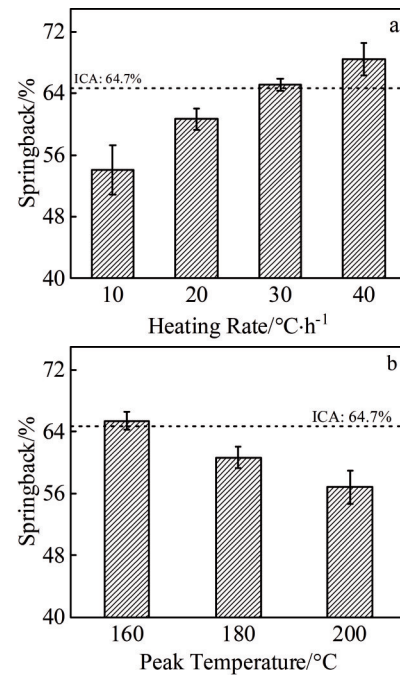 a
72
64
56
48
40
Springback/%
ICA: 64.7%
10 20 30 40
Heating Rate/°C·h⁻¹
b
72
64
56
48
40
Springback/%
ICA: 64.7%
160 180 200
Peak Temperature/°C